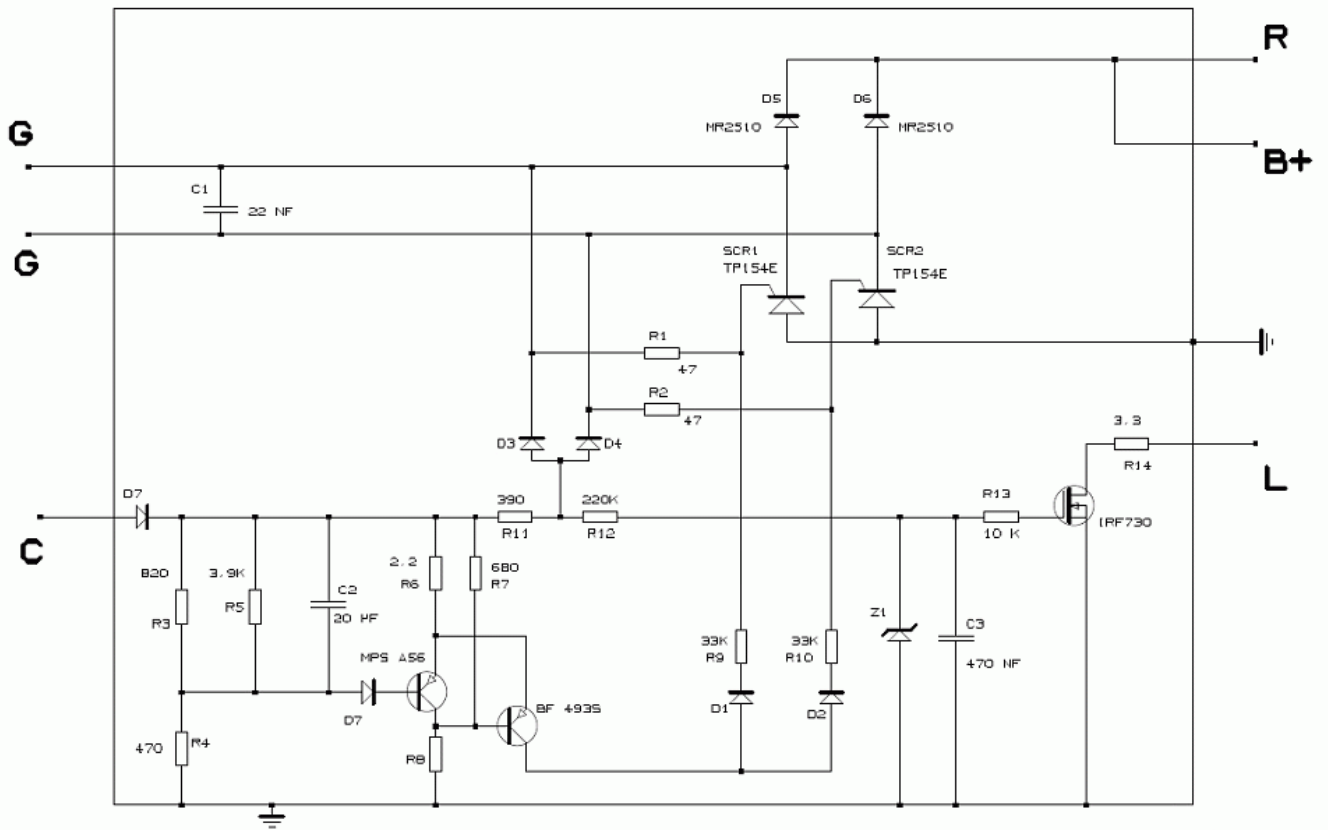 R
D5
D6
MR2510
MR2510
G
B+
C1
22 NF
G
SCR1
TP154E
SCR2
TP154E
R1
47
R2
47
3.3
D3
D4
R14
L
D7
390
220K
R13
C
R11
R12
10 K
IRF730
820
3.9K
2.2
R6
680
R7
C2
20 µF
R3
R5
Z1
C3
33K
R9
33K
R10
470 NF
MPS A56
D7
BF 493S
D1
D2
470
R4
R8